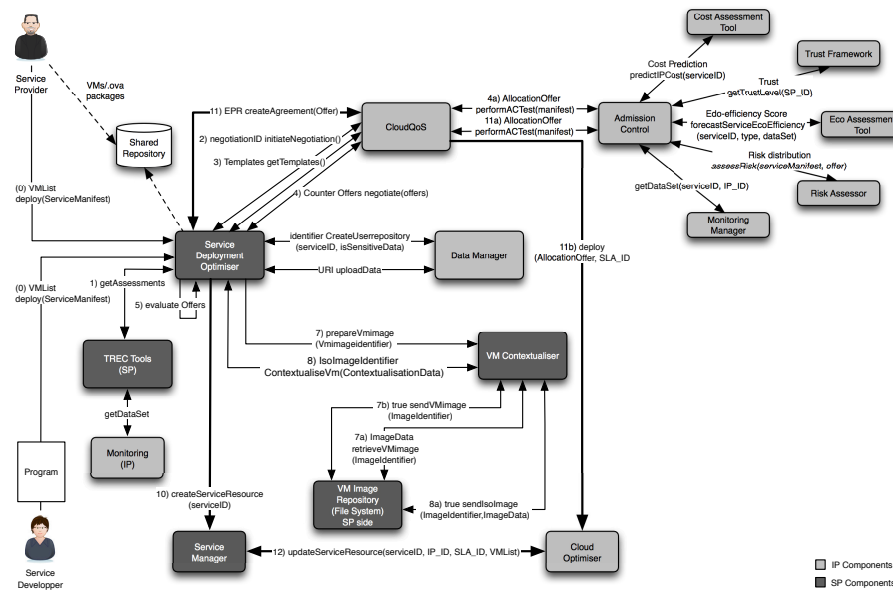 Cost Assessment
Tool
Service
Provider
VMs/.ova
packages
Cost Prediction
predictIPCost(serviceID)
Trust Framework
Trust
getTrustLevel(SP_ID)
11) EPR createAgreement(Offer)
CloudQoS
4a) AllocationOffer
performACTest(manifest)
11a) AllocationOffer
performACTest(manifest)
Admission
Control
Edo-efficiency Score
forecastServiceEcoEfficiency
(serviceID, type, dataSet)
Eco Assessment
Tool
Shared
Repository
2) negotiationID initiateNegotiation()
3) Templates getTemplates()
4) Counter Offers negotiate(offers)
Risk distribution
assesRisk(serviceManifest, offer)
getDataSet(serviceID, IP_ID)
Risk Assessor
Monitoring
Manager
(0) VMList
deploy(ServiceManifest)
Service
Deployment
Optimiser
identifier CreateUserrepository
(serviceID, isSensitiveData)
URI uploadData
Data Manager
11b) deploy
(AllocationOffer, SLA_ID
(0) VMList
deploy(ServiceManifest)
1) getAssessments
5) evaluate Offers
7) prepareVmimage
(Vmimageidentifier)
8) IsoImageIdentifier
ContextualiseVm(ContextualisationData)
VM Contextualiser
TREC Tools
(SP)
getDataSet
Monitoring
(IP)
7b) true sendVMimage
(ImageIdentifier)
7a) ImageData
retrieveVMimage
(ImageIdentifier)
Program
10) createServiceResource
(serviceID)
VM Image
Repository
(File System)
SP side
8a) true sendIsoImage
(ImageIdentifier,ImageData)
Service
Manager
12) updateServiceResource(serviceID, IP_ID, SLA_ID, VMList)
Cloud
Optimiser
Service
Developper
IP Components
SP Components